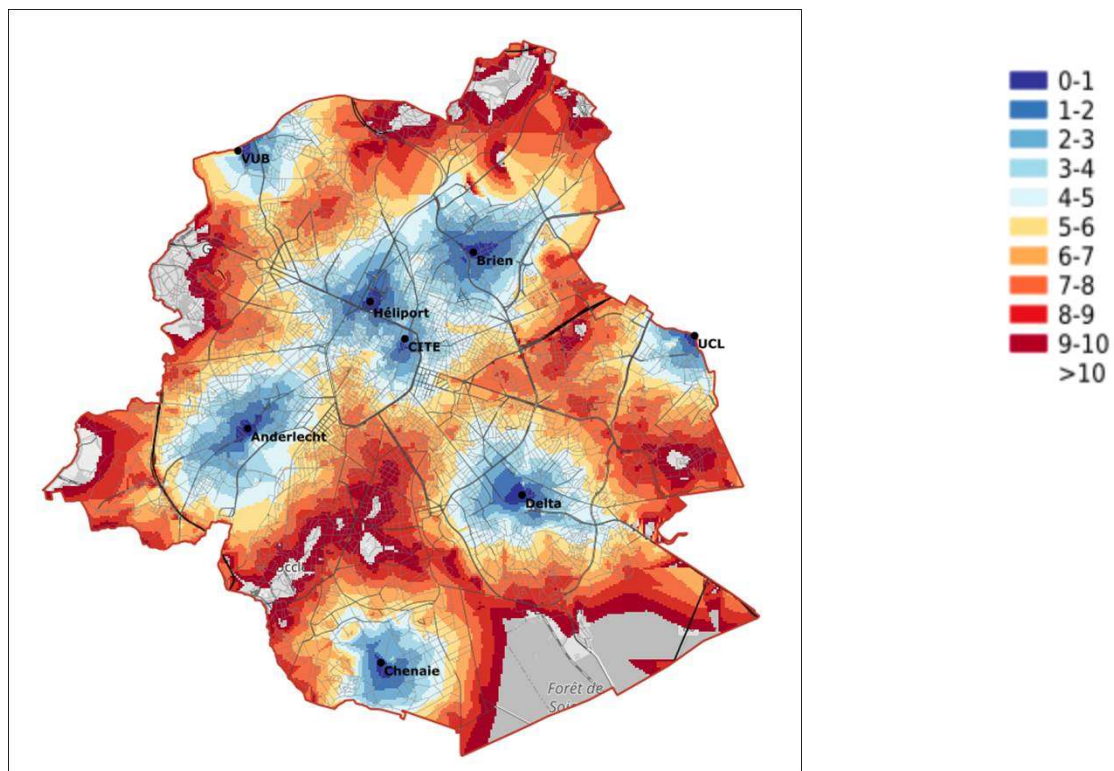 VUB
Brien
Héliport
CITE
UCL
Anderlecht
Delta
Chenaie
Forêt de
0-1
1-2
2-3
3-4
4-5
5-6
6-7
7-8
8-9
9-10
>10